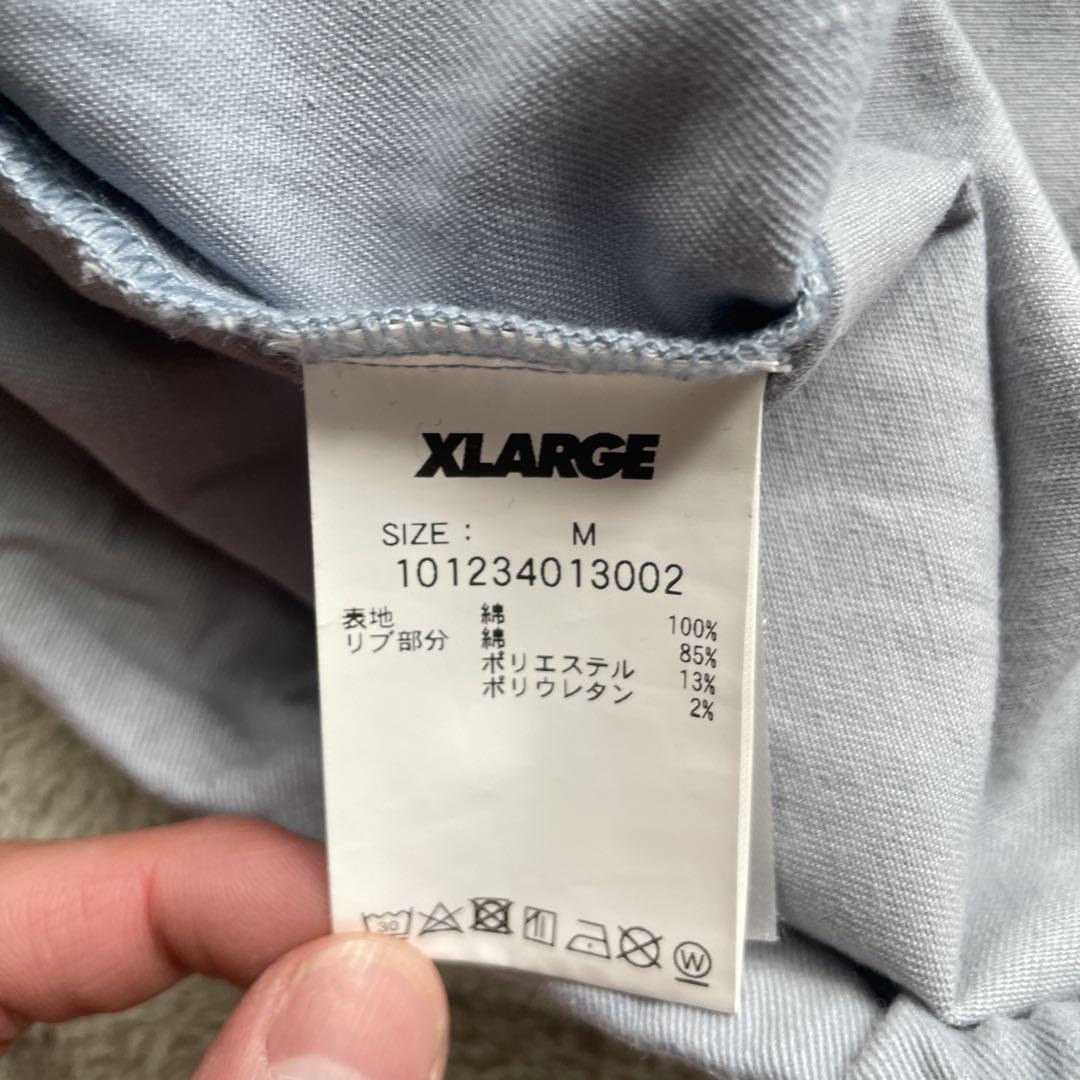 XLARGE
SIZE : M
101234013002
表地 綿 100%
リブ部分 綿 85%
ポリエステル 13%
ポリウレタン 2%
30
W